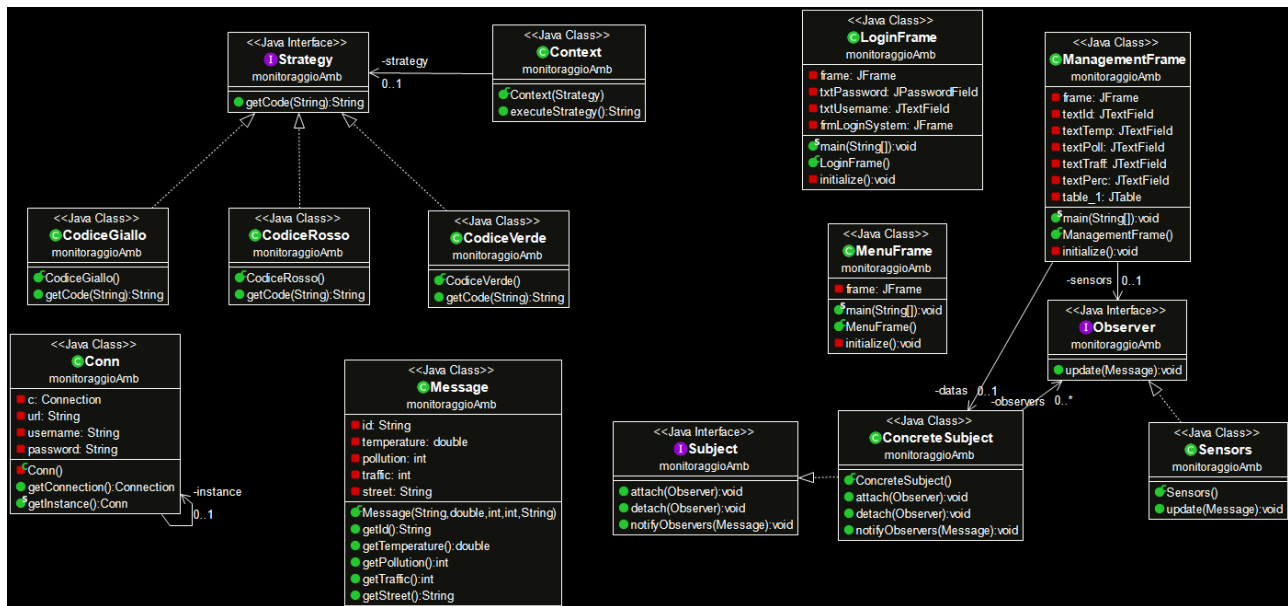 <<Java Interface>>
Strategy
monitoraggioAmb
getCode(String):String
-strategy
0..1
<<Java Class>>
Context
monitoraggioAmb
Context(Strategy)
executeStrategy():String
<<Java Class>>
LoginFrame
monitoraggioAmb
frame: JFrame
txtPassword: JPasswordField
txtUsername: JTextField
frmLoginSystem: JFrame
main(String[]):void
LoginFrame()
initialize():void
<<Java Class>>
ManagementFrame
monitoraggioAmb
frame: JFrame
textId: JTextField
textTemp: JTextField
textPoll: JTextField
textTraff: JTextField
textPerc: JTextField
table_1: JTable
main(String[]):void
ManagementFrame()
initialize():void
<<Java Class>>
CodiceGiallo
monitoraggioAmb
CodiceGiallo()
getCode(String):String
<<Java Class>>
CodiceRosso
monitoraggioAmb
CodiceRosso()
getCode(String):String
<<Java Class>>
CodiceVerde
monitoraggioAmb
CodiceVerde()
getCode(String):String
<<Java Class>>
MenuFrame
monitoraggioAmb
frame: JFrame
main(String[]):void
MenuFrame()
initialize():void
-sensors
0..1
<<Java Interface>>
Observer
monitoraggioAmb
update(Message):void
<<Java Class>>
Conn
monitoraggioAmb
c: Connection
url: String
username: String
password: String
Conn()
getConnection():Connection
getInstance():Conn
-instance
0..1
<<Java Class>>
Message
monitoraggioAmb
id: String
temperature: double
pollution: int
traffic: int
street: String
Message(String,double,int,int,String)
getId():String
getTemperature():double
getPollution():int
getTraffic():int
getStreet():String
-datas
0..1
-observers
0..*
<<Java Interface>>
Subject
monitoraggioAmb
attach(Observer):void
detach(Observer):void
notifyObservers(Message):void
<<Java Class>>
ConcreteSubject
monitoraggioAmb
ConcreteSubject()
attach(Observer):void
detach(Observer):void
notifyObservers(Message):void
<<Java Class>>
Sensors
monitoraggioAmb
Sensors()
update(Message):void